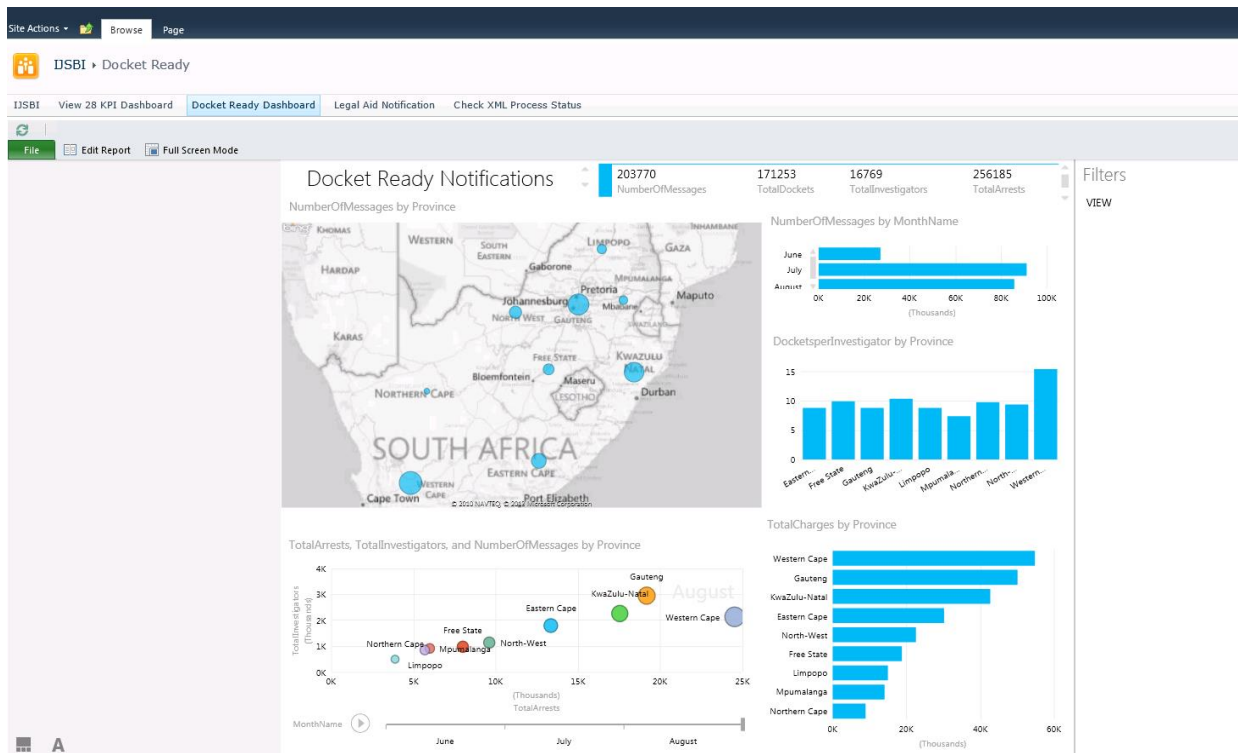 Site Actions
Browse
Page
IJSBI
Docket Ready
IJSBI
View 28 KPI Dashboard
Docket Ready Dashboard
Legal Aid Notification
Check XML Process Status
File
Edit Report
Full Screen Mode
Docket Ready Notifications
203770
NumberOfMessages
171253
TotalDockets
16769
TotalInvestigators
256185
TotalArrests
Filters
VIEW
NumberOfMessages by Province
KHOMAS
WESTERN
SOUTH
EASTERN
LIMPOPO
INHAMBANE
GAZA
HARDAP
Gaborone
MPUMALANGA
Pretoria
Maputo
Johannesburg
Mbabane
NORTH WEST
GAUTENG
SWAZILAND
KARAS
FREE STATE
KWAZULU
NATAL
Bloemfontein
Maseru
LESOTHO
Durban
NORTHERN CAPE
SOUTH AFRICA
EASTERN CAPE
WESTERN
CAPE
Cape Town
Port Elizabeth
© 2010 NAVTEQ, © 2013 Microsoft Corporation
NumberOfMessages by MonthName
June
July
August
0K 20K 40K 60K 80K 100K
(Thousands)
DocketsperInvestigator by Province
15
10
5
0
Eastern...
Free State
Gauteng
KwaZulu-...
Limpopo
Mpumala...
Northern...
North-...
Western...
TotalArrests, TotalInvestigators, and NumberOfMessages by Province
TotalInvestigators
(Thousands)
4K
3K
2K
1K
0K
August
Gauteng
KwaZulu-Natal
Western Cape
Eastern Cape
Free State
North-West
Northern Cape
Mpumalanga
Limpopo
0K 5K 10K 15K 20K 25K
(Thousands)
TotalArrests
MonthName
June
July
August
TotalCharges by Province
Western Cape
Gauteng
KwaZulu-Natal
Eastern Cape
North-West
Free State
Limpopo
Mpumalanga
Northern Cape
0K 20K 40K 60K
(Thousands)
A